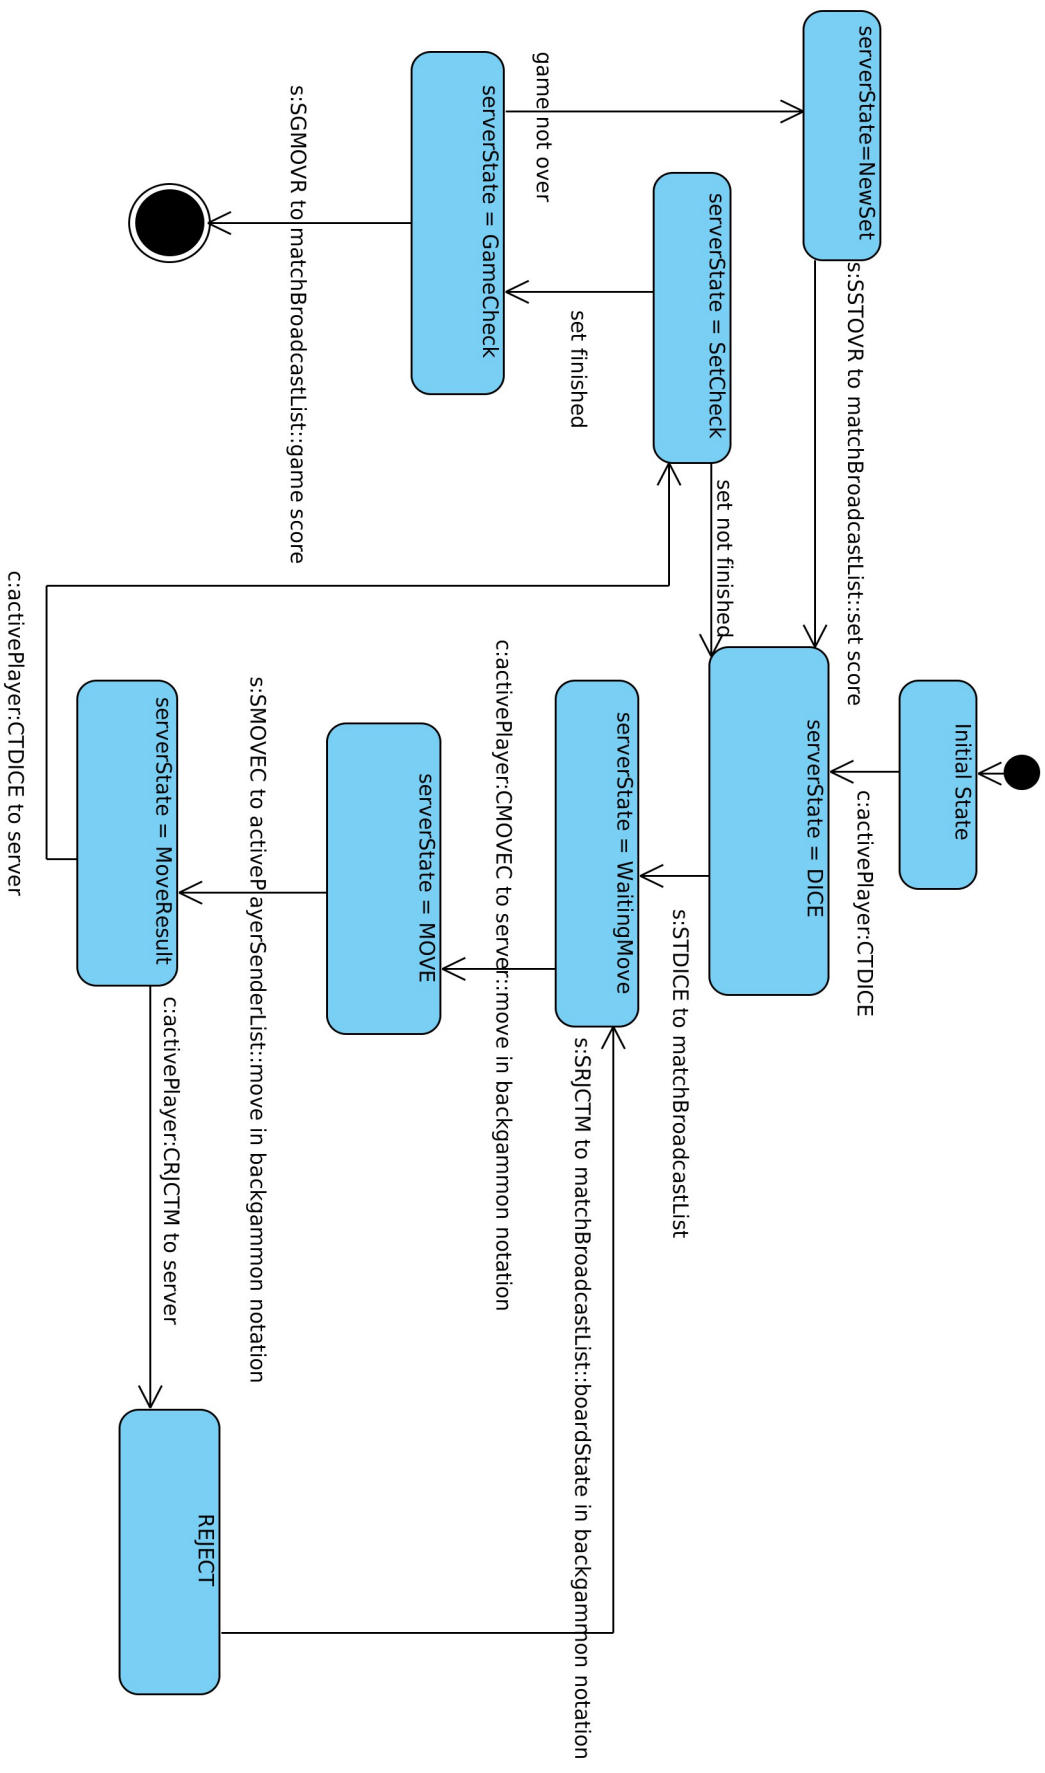 Initial State
c:activePlayer:CTDICE
serverState=NewSet
s:SSTOVR to matchBroadcastList::set score
serverState = DICE
serverState = SetCheck
set not finished
s:STDICE to matchBroadcastList
serverState = WaitingMove
set finished
s:SRJCTM to matchBroadcastList::boardState in backgammon notation
game not over
serverState = GameCheck
c:activePlayer:CMOVEC to server::move in backgammon notation
serverState = MOVE
s:SGMOVR to matchBroadcastList::game score
s:SMOVEC to activePlayerSenderList::move in backgammon notation
REJECT
serverState = MoveResult
c:activePlayer:CRJCTM to server
c:activePlayer:CTDICE to server